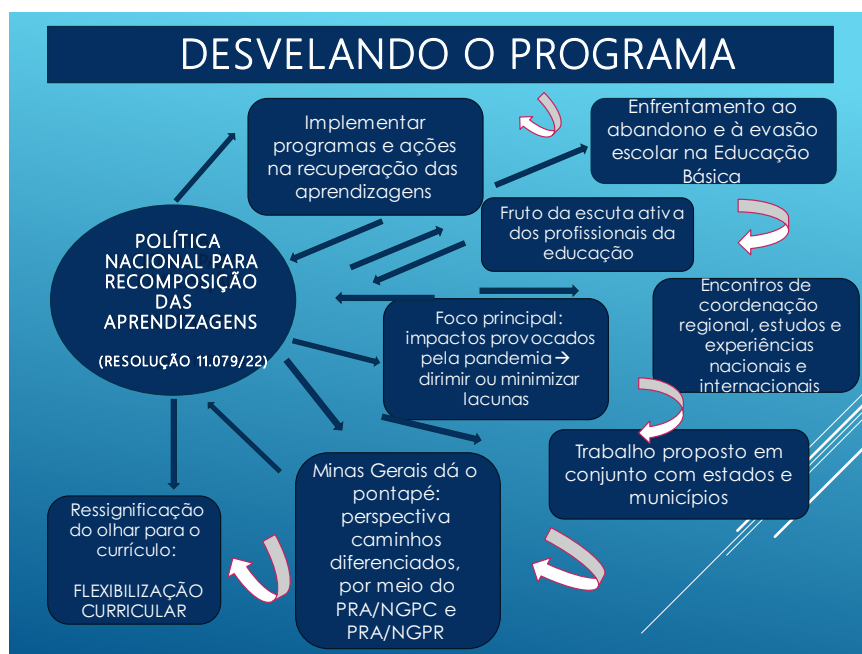 DESVELANDO O PROGRAMA
Implementar
programas e ações
na recuperação das
aprendizagens
Enfrentamento ao
abandono e à evasão
escolar na Educação
Básica
POLÍTICA
NACIONAL PARA
RECOMPOSIÇÃO
DAS
APRENDIZAGENS
(RESOLUÇÃO 11.079/22)
Fruto da escuta ativa
dos profissionais da
educação
Encontros de
coordenação
regional, estudos e
experiências
nacionais e
internacionais
Foco principal:
impactos provocados
pela pandemia→
dirimir ou minimizar
lacunas
Trabalho proposto em
conjunto com estados e
municípios
Minas Gerais dá o
pontapé:
perspectiva
caminhos
diferenciados,
por meio do
PRA/NGPC e
PRA/NGPR
Ressignificação
do olhar para o
currículo:
FLEXIBILIZAÇÃO
CURRICULAR